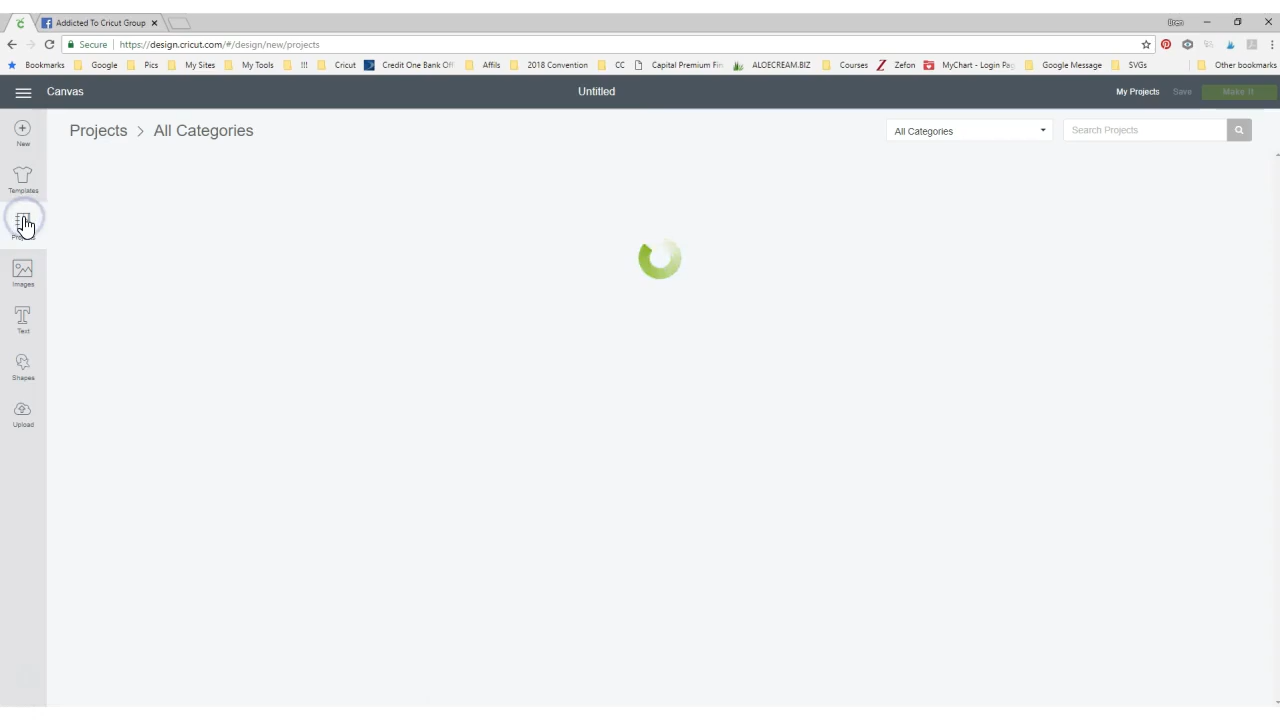 Addicted To Cricut Group
Secure https://design.cricut.com/#/design/new/projects
Bookmarks Google Pics My Sites My Tools !!! Cricut Credit One Bank Off Affils 2018 Convention CC Capital Premium Fin ALOECREAM.BIZ Courses Zefon MyChart - Login Pag Google Message SVGs Other bookmarks
Canvas Untitled My Projects Save Make It
Projects > All Categories All Categories Search Projects
New
Templates
Images
Text
Shapes
Upload